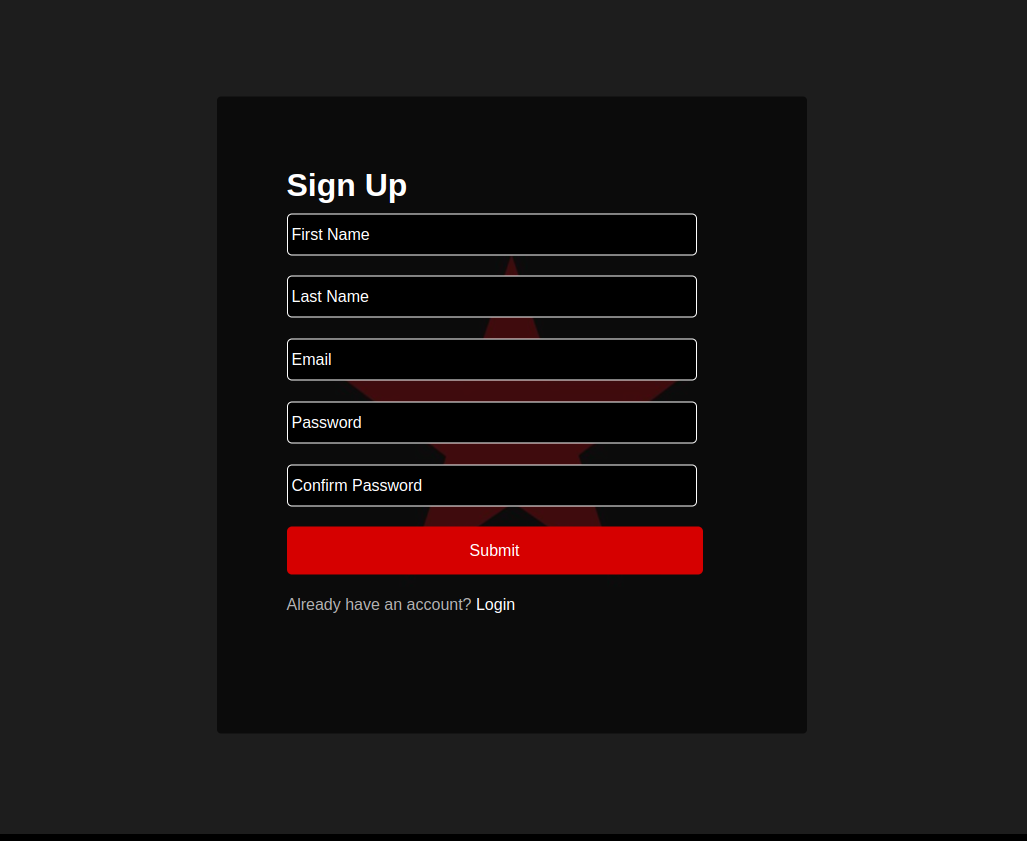 Sign Up
First Name
Last Name
Email
Password
Confirm Password
Submit
Already have an account? Login